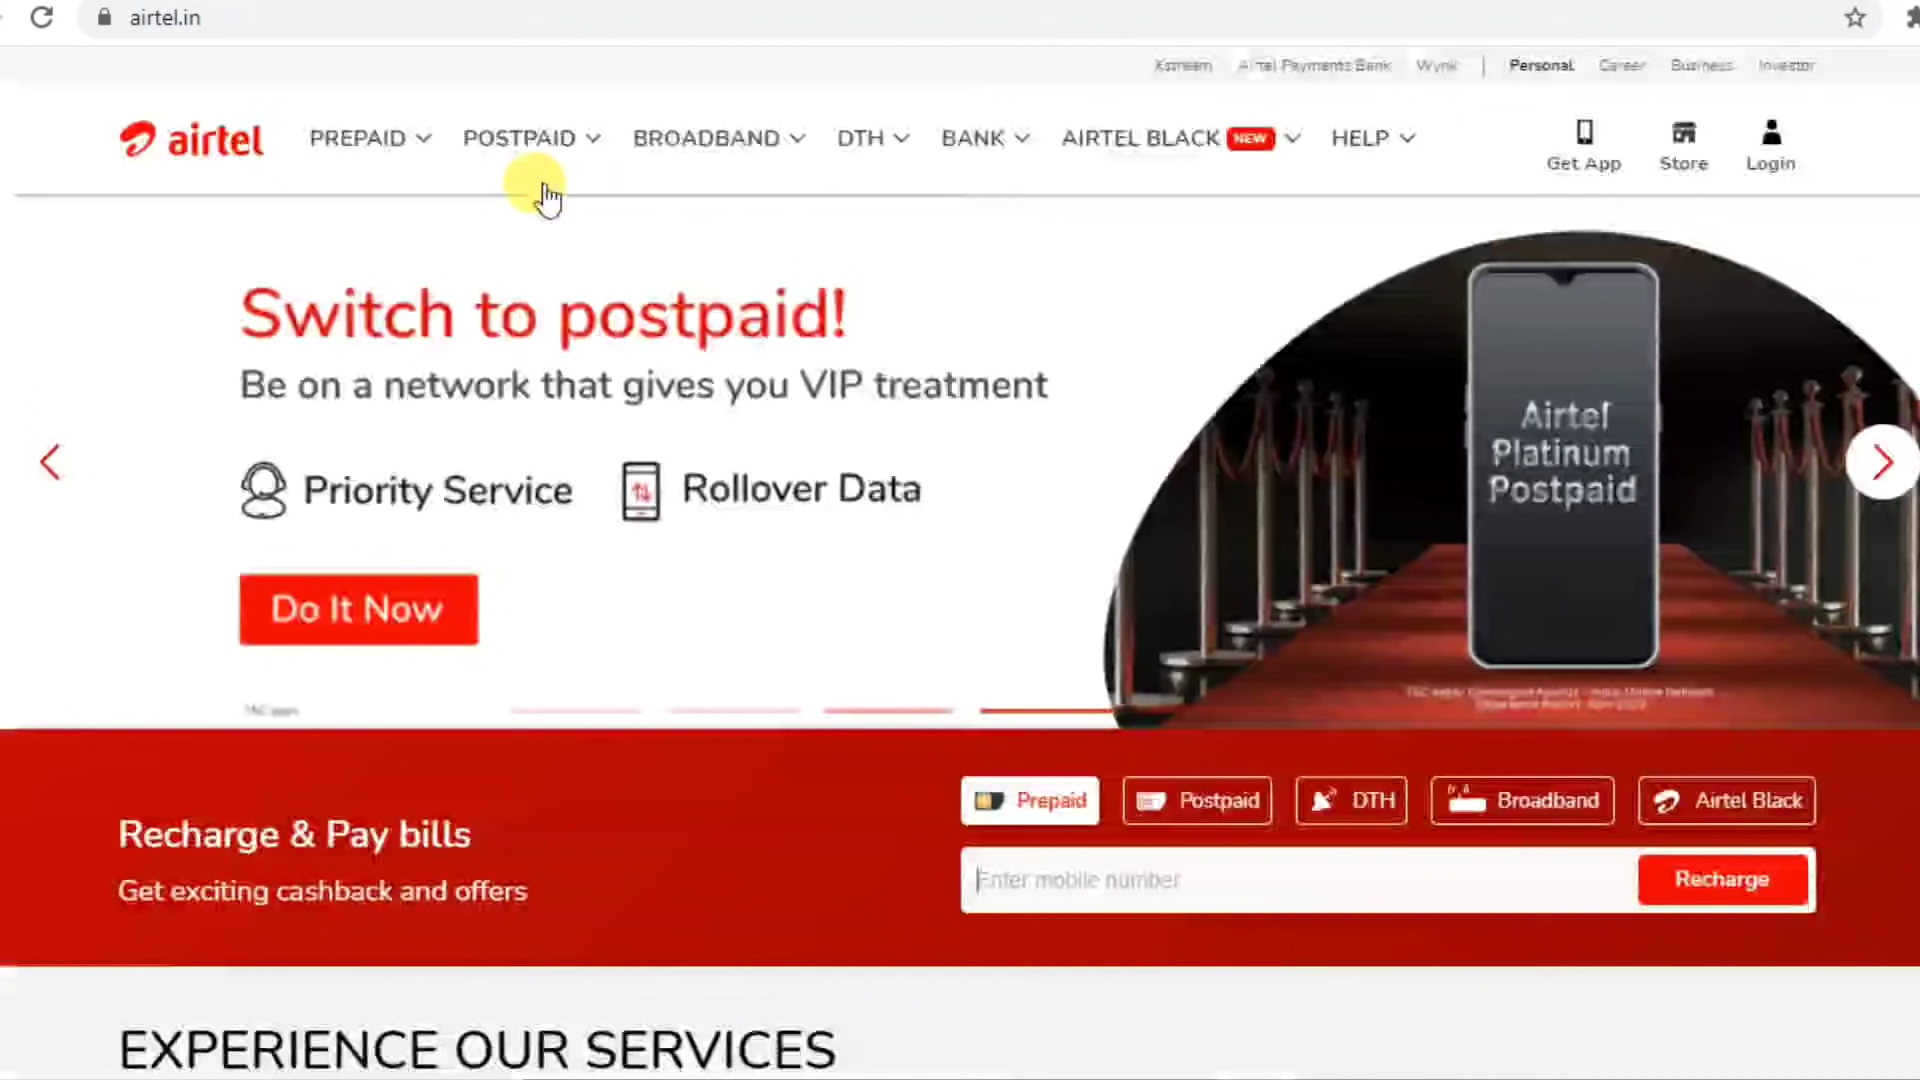 airtel.in
Xstream Airtel Payments Bank Wynk Personal Career Business Investor
airtel PREPAID POSTPAID BROADBAND DTH BANK AIRTEL BLACK NEW HELP
Get App Store Login
Switch to postpaid!
Be on a network that gives you VIP treatment
Priority Service Rollover Data
Do It Now
Airtel
Platinum
Postpaid
Prepaid Postpaid DTH Broadband Airtel Black
Recharge & Pay bills
Enter mobile number Recharge
Get exciting cashback and offers
EXPERIENCE OUR SERVICES